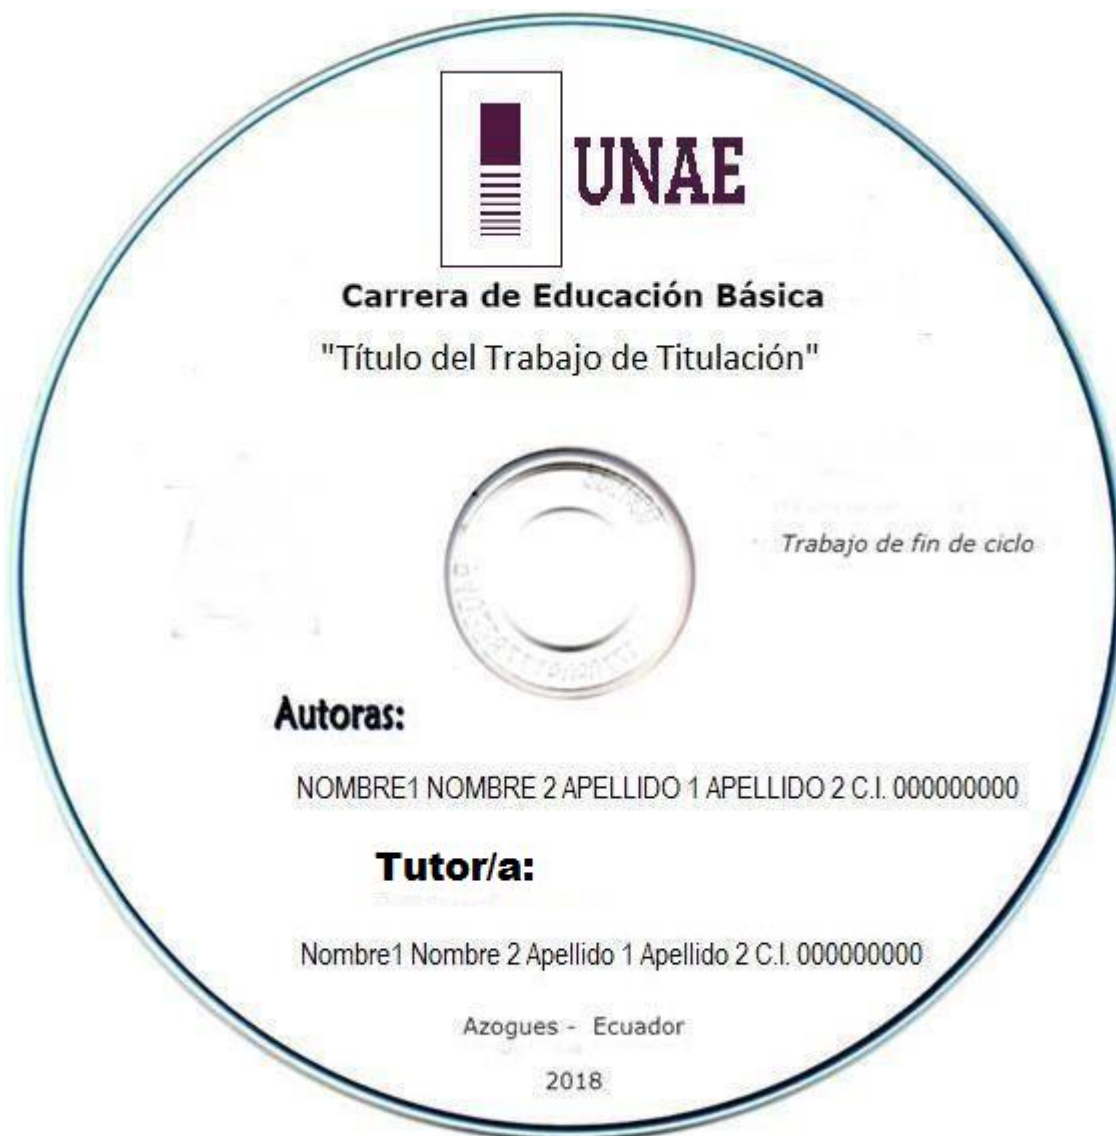 UNAE
Carrera de Educación Básica
"Título del Trabajo de Titulación"
Trabajo de fin de ciclo
Autoras:
NOMBRE1 NOMBRE 2 APELLIDO 1 APELLIDO 2 C.I. 000000000
Tutor/a:
Nombre1 Nombre 2 Apellido 1 Apellido 2 C.I. 000000000
Azogues - Ecuador
2018